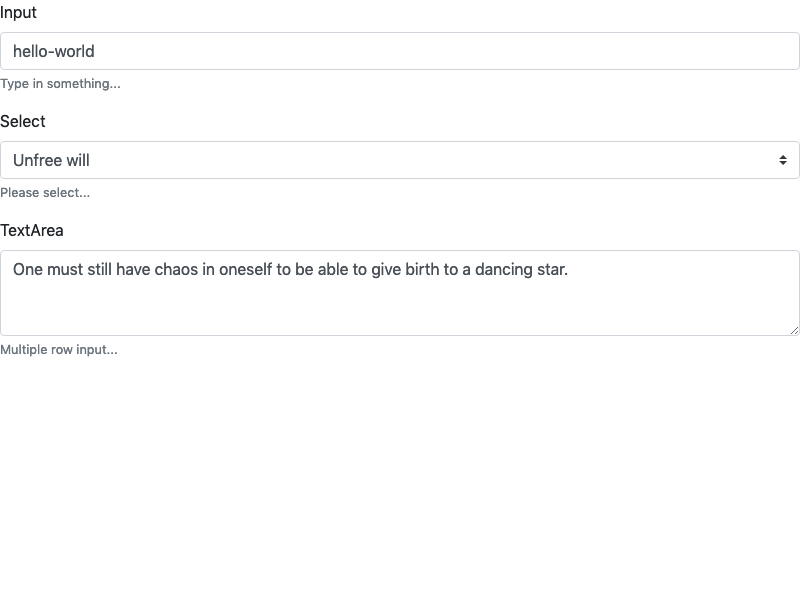 Input
hello-world
Type in something...
Select
Unfree will
Please select...
TextArea
One must still have chaos in oneself to be able to give birth to a dancing star.
Multiple row input...